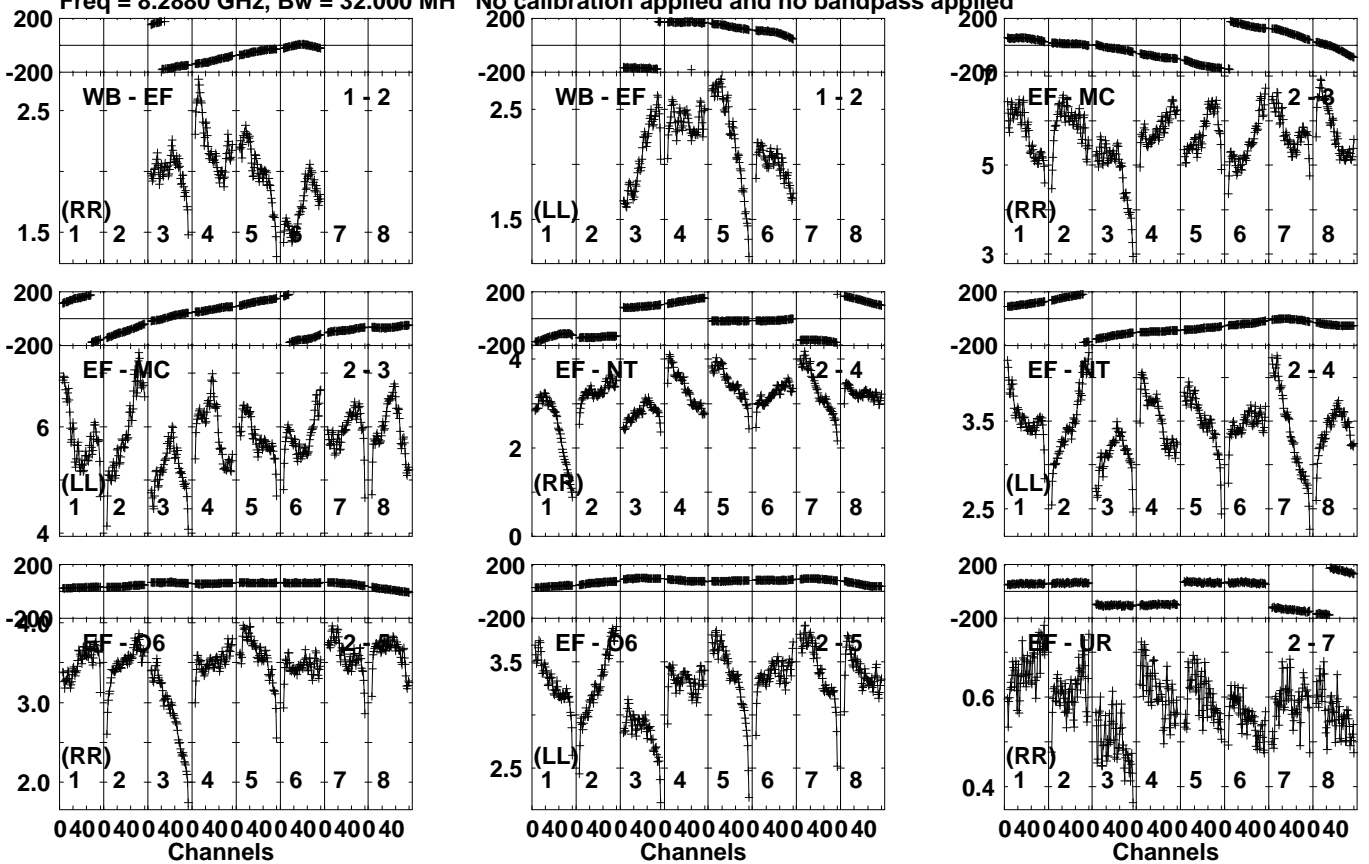 Freq = 8.2880 GHz, Bw = 32.000 MH No calibration applied and no bandpass applied
200 200 200
-200 -200 -200
WB - EF 1 - 2 WB - EF 1 - 2 EF - MC 2 - 3
2.5 2.5 7
5
(RR) (LL) (RR)
1.5 1 2 3 4 5 6 7 8 1.5 1 2 3 4 5 6 7 8 3 1 2 3 4 5 6 7 8
200 200 200
-200 -200 -200
EF - MC 2 - 3 EF - NT 2 - 4 EF - NT 2 - 4
0 4
6 2 3.5
(LL) (RR) (LL)
4 1 2 3 4 5 6 7 8 0 1 2 3 4 5 6 7 8 2.5 1 2 3 4 5 6 7 8
200 200 200
-200 -200 -200
4.0 EF - O6 2 - 5 EF - O6 2 - 5 EF - UR 2 - 7
3.0 3.5 0.6
(RR) (LL) (RR)
2.0 1 2 3 4 5 6 7 8 2.5 1 2 3 4 5 6 7 8 0.4 1 2 3 4 5 6 7 8
0 40 0 40 0 40 0 40 0 40 0 40 0 40 0 40 0 40 0 40 0 40 0 40 0 40 0 40 0 40 0 40 0 40 0 40 0 40 0 40 0 40 0 40 0 40 0 40
Channels Channels Channels